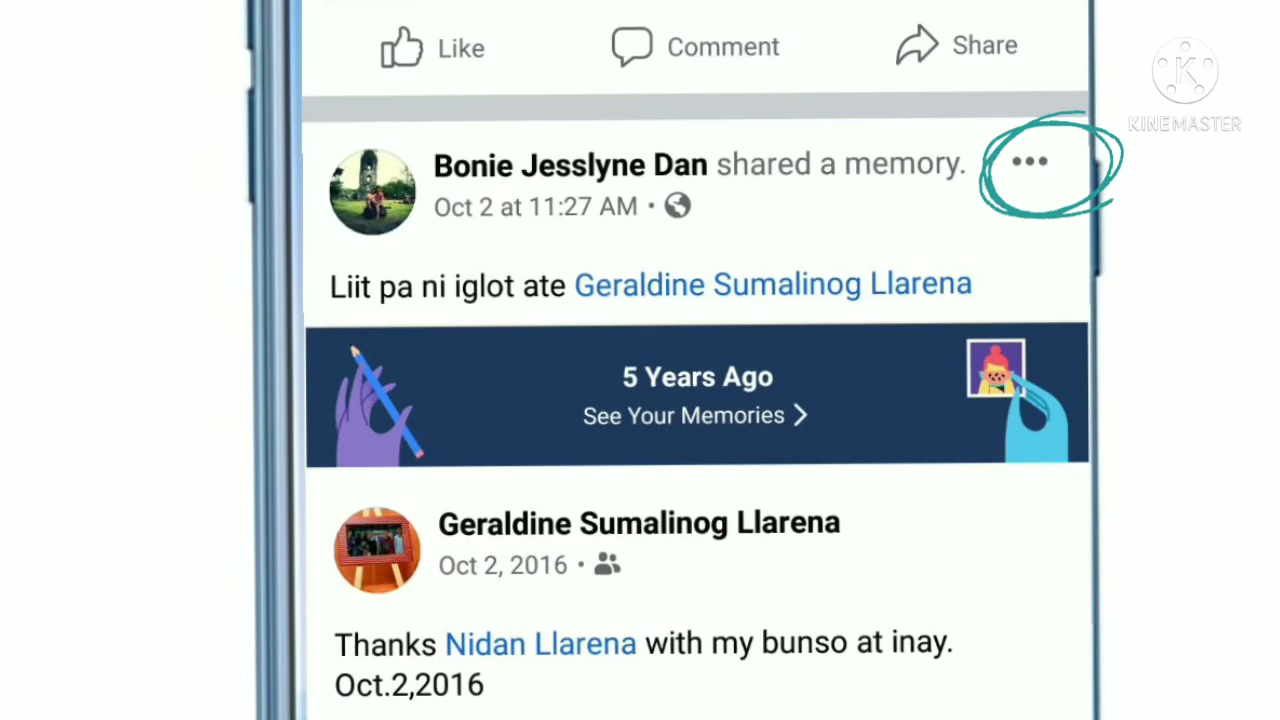 Like
Comment
Share
KINEMASTER
Bonie Jesslyne Dan shared a memory.
Oct 2 at 11:27 AM •
Liit pa ni iglot ate Geraldine Sumalinog Llarena
5 Years Ago
See Your Memories
Geraldine Sumalinog Llarena
Oct 2, 2016 •
Thanks Nidan Llarena with my bunso at inay.
Oct.2,2016